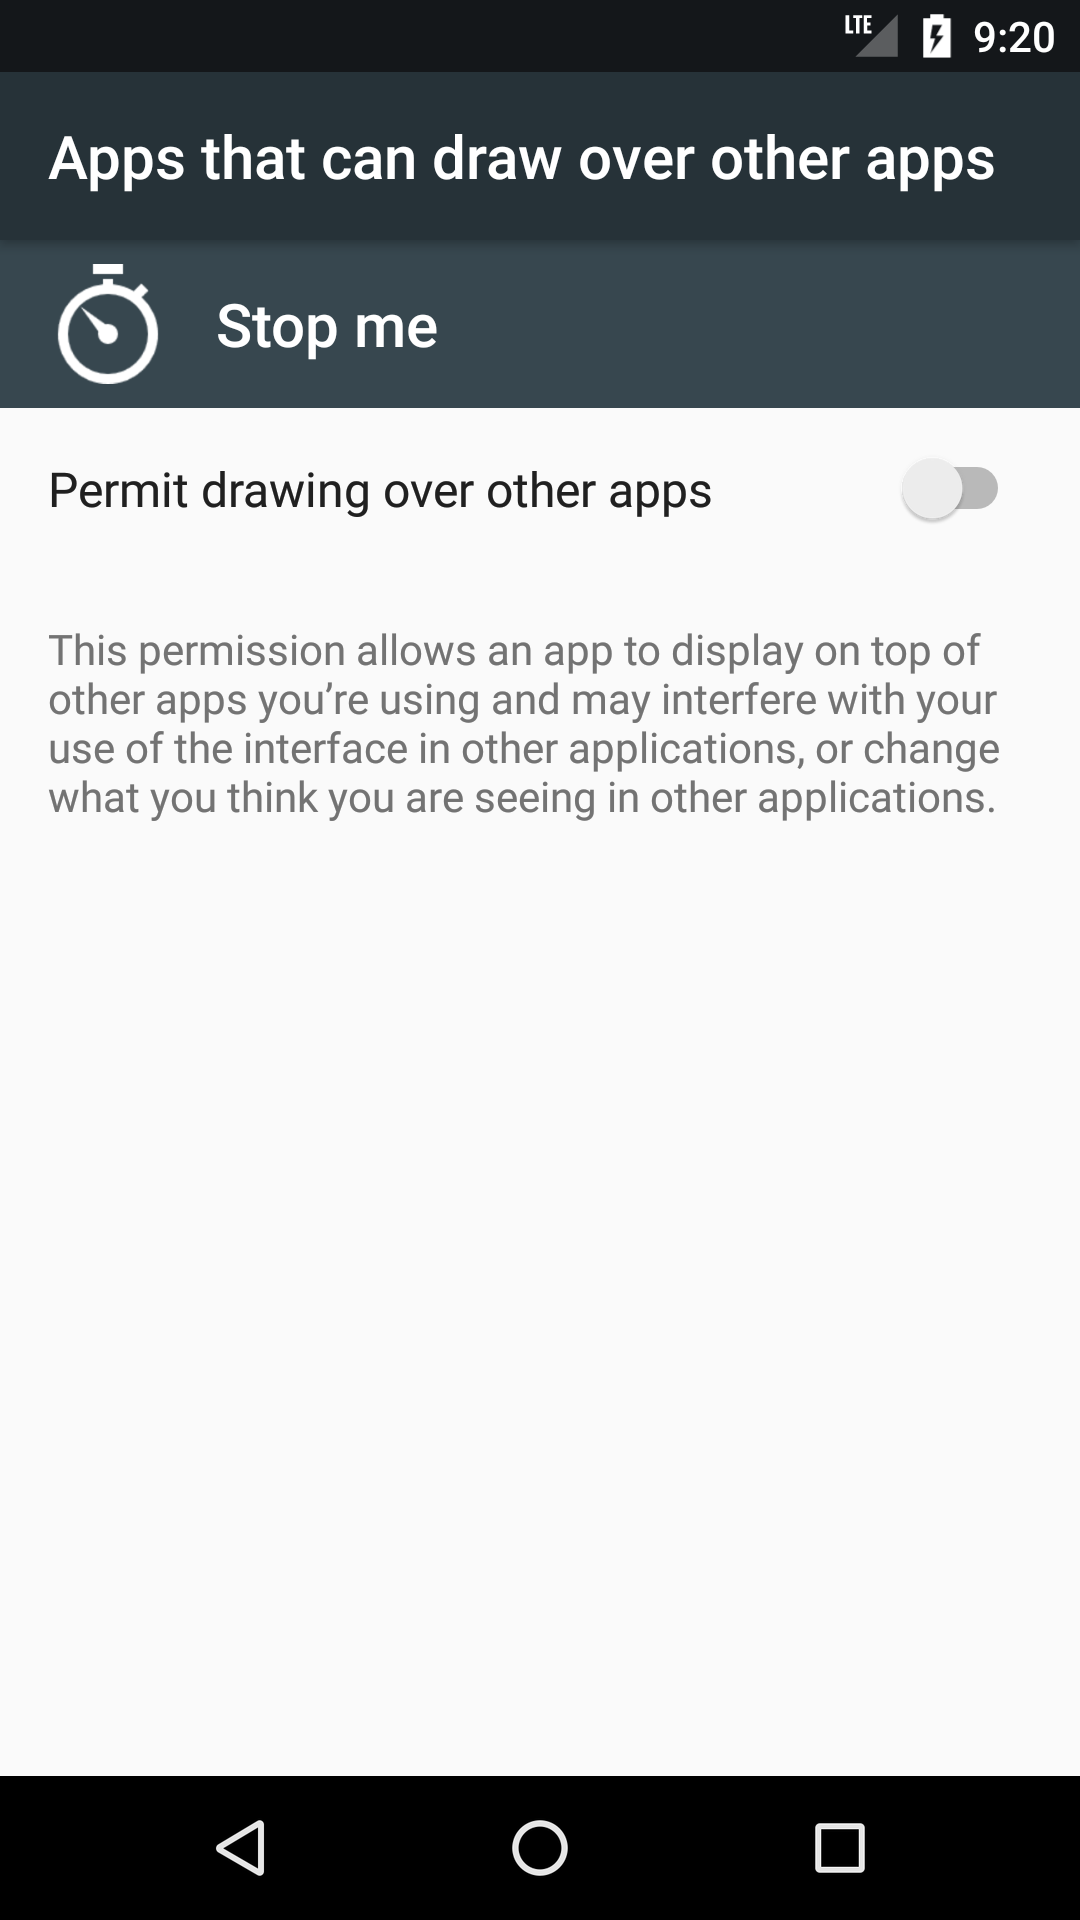 LTE 9:20
Apps that can draw over other apps
Stop me
Permit drawing over other apps
This permission allows an app to display on top of
other apps you’re using and may interfere with your
use of the interface in other applications, or change
what you think you are seeing in other applications.